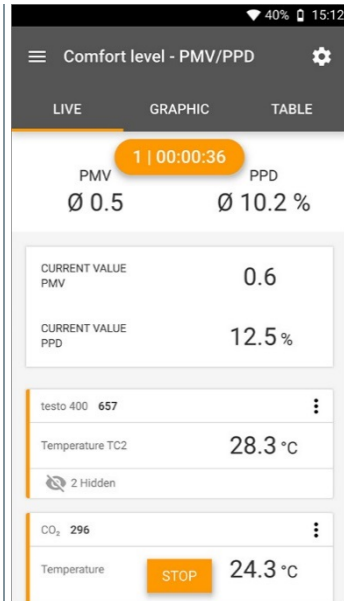 40% 15:12
Comfort level - PMV/PPD
LIVE GRAPHIC TABLE
1 | 00:00:36
PMV PPD
Ø 0.5 Ø 10.2 %
CURRENT VALUE
PMV
0.6
CURRENT VALUE
PPD
12.5 %
testo 400 657
Temperature TC2 28.3 °C
2 Hidden
CO₂ 296
Temperature STOP 24.3 °C